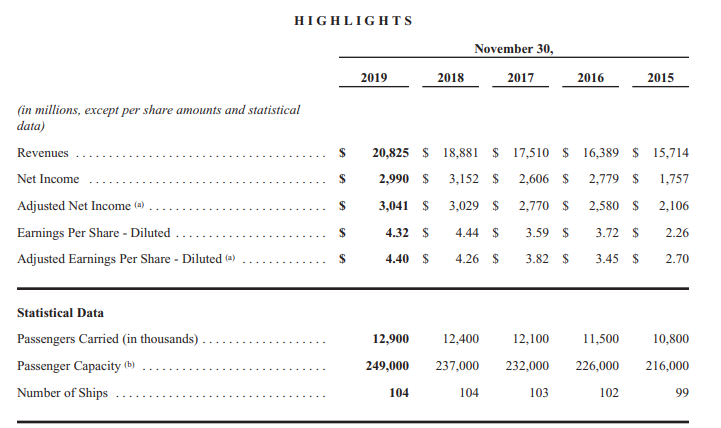 HIGHLIGHTS
November 30,
2019 2018 2017 2016 2015
(in millions, except per share amounts and statistical
data)
Revenues ...................................... $ 20,825 $ 18,881 $ 17,510 $ 16,389 $ 15,714
Net Income .................................... $ 2,990 $ 3,152 $ 2,606 $ 2,779 $ 1,757
Adjusted Net Income (a) ........................... $ 3,041 $ 3,029 $ 2,770 $ 2,580 $ 2,106
Earnings Per Share - Diluted ....................... $ 4.32 $ 4.44 $ 3.59 $ 3.72 $ 2.26
Adjusted Earnings Per Share - Diluted (a) ............. $ 4.40 $ 4.26 $ 3.82 $ 3.45 $ 2.70
Statistical Data
Passengers Carried (in thousands) ................... 12,900 12,400 12,100 11,500 10,800
Passenger Capacity (b) ............................ 249,000 237,000 232,000 226,000 216,000
Number of Ships ................................ 104 104 103 102 99